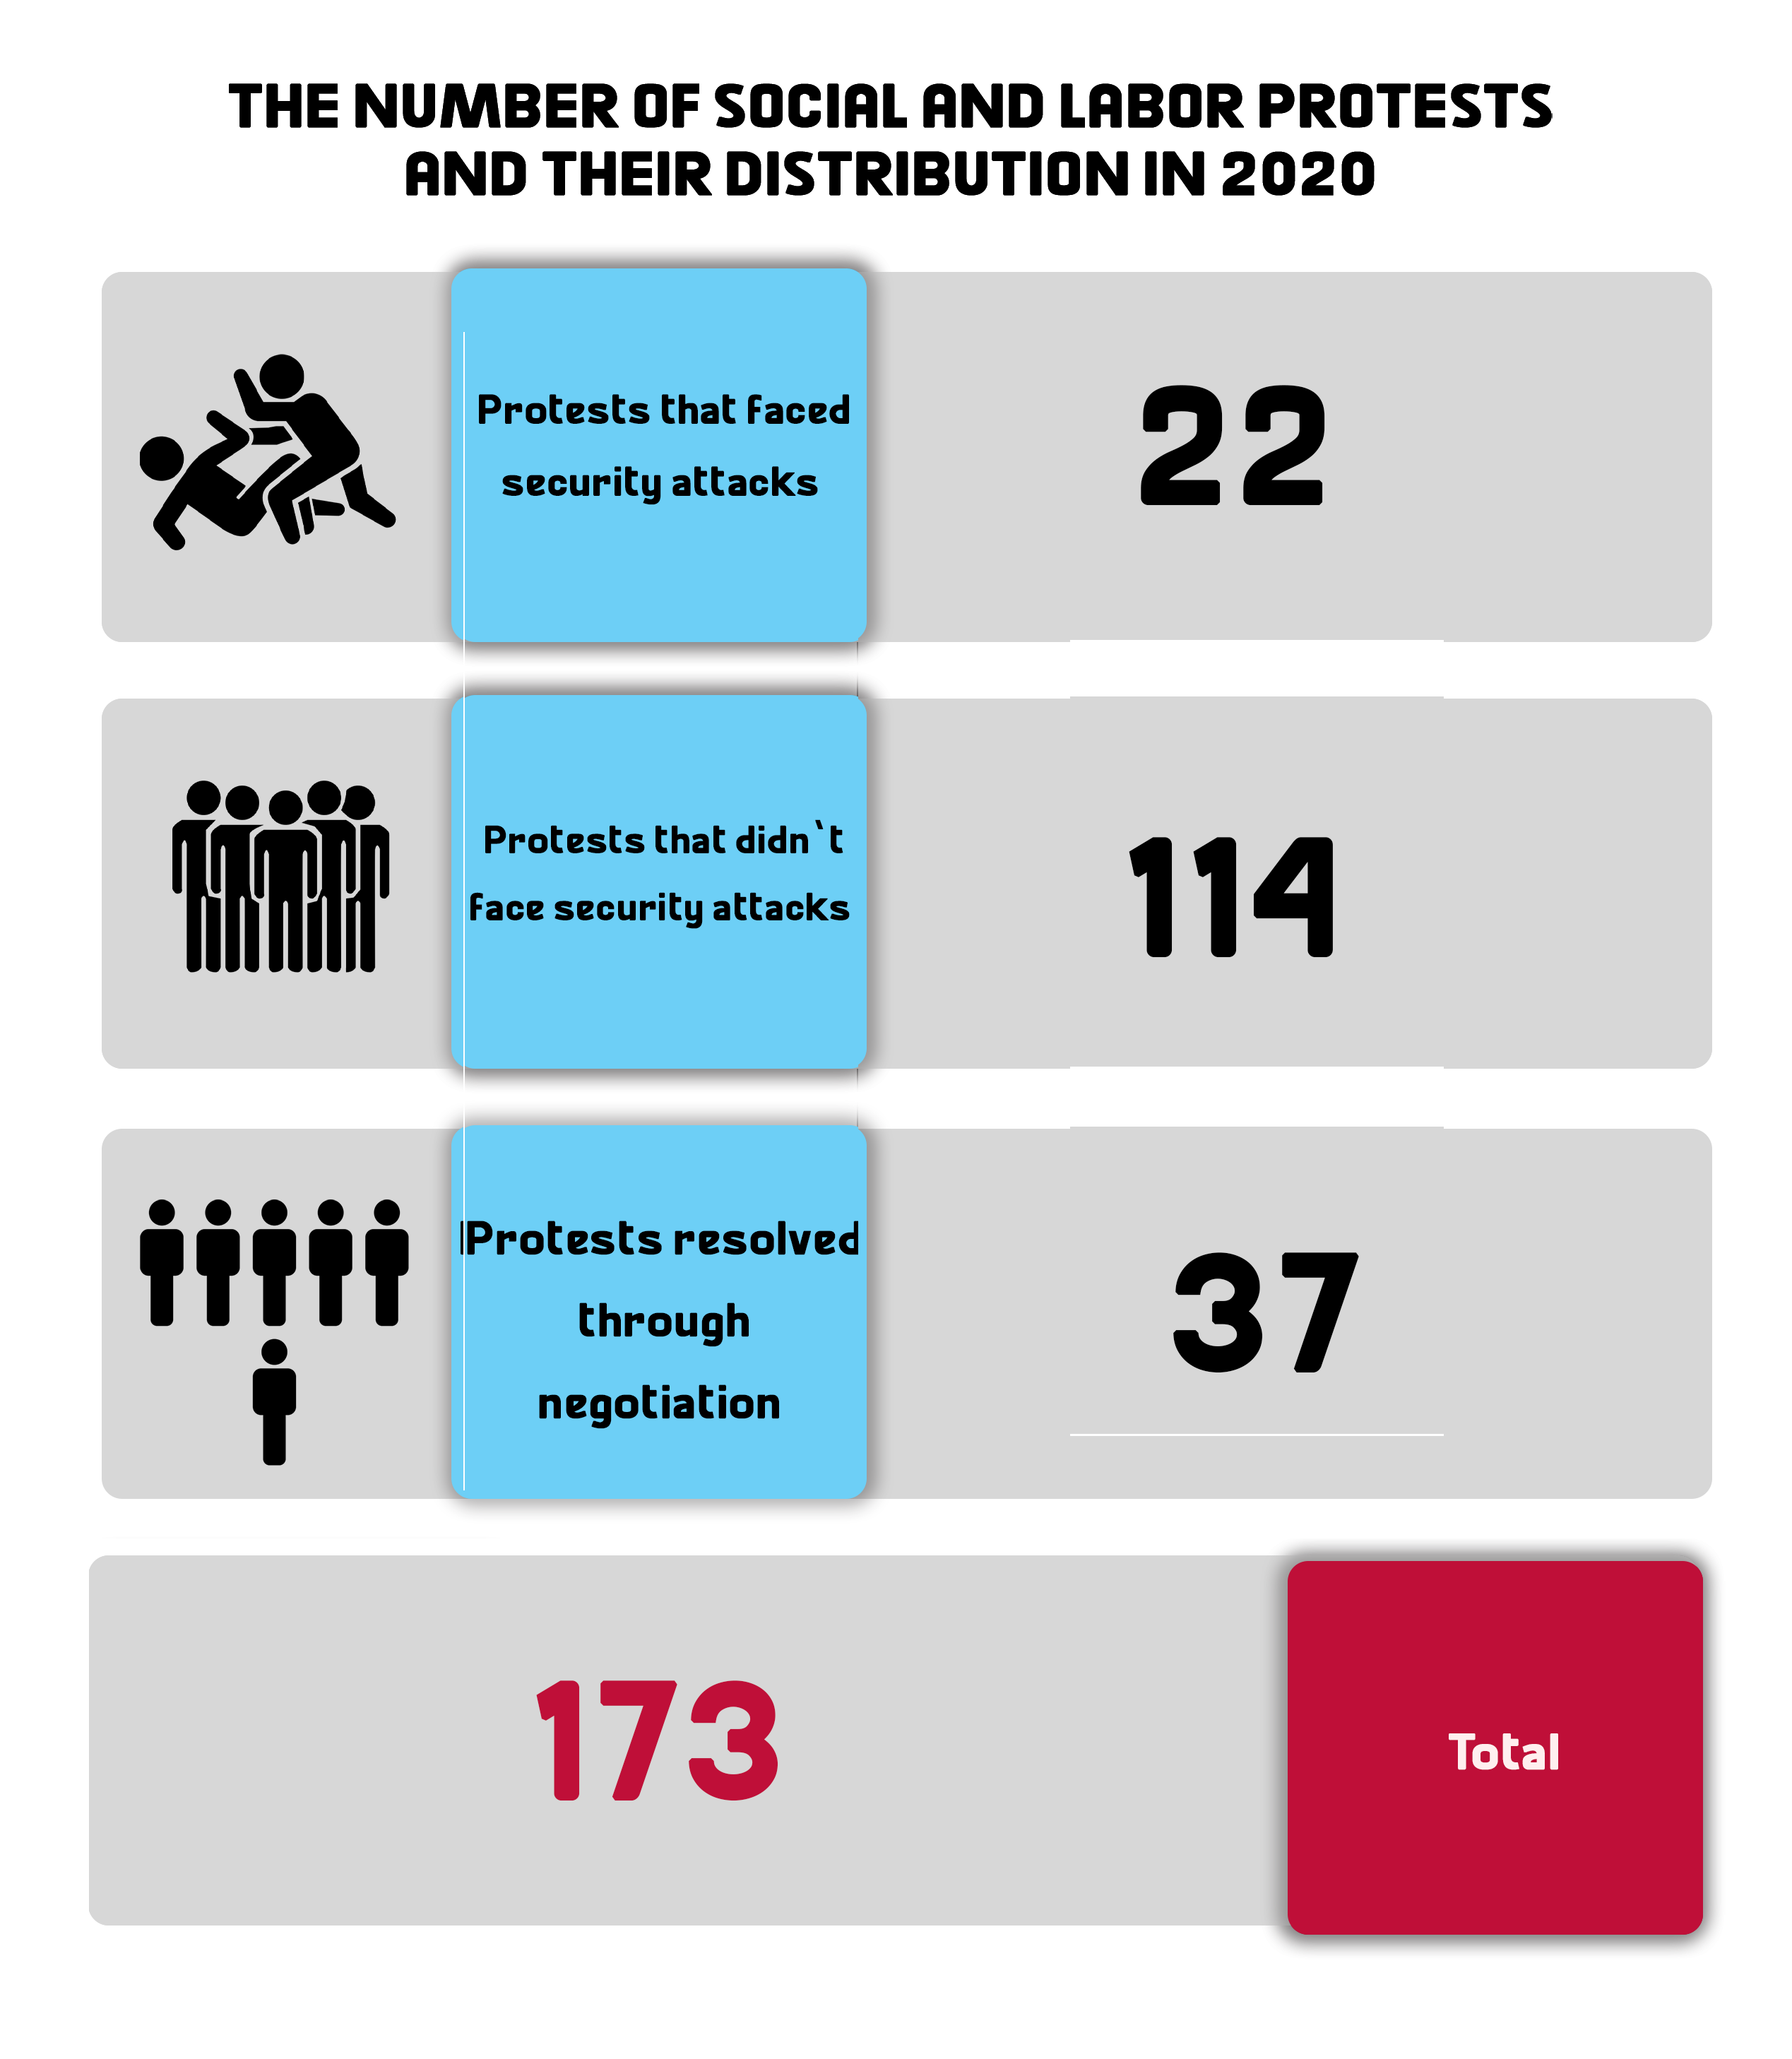 THE NUMBER OF SOCIAL AND LABOR PROTESTS
AND THEIR DISTRIBUTION IN 2020
Protests that faced
security attacks
22
Protests that didn`t
face security attacks
114
Protests resolved
through
negotiation
37
173
Total